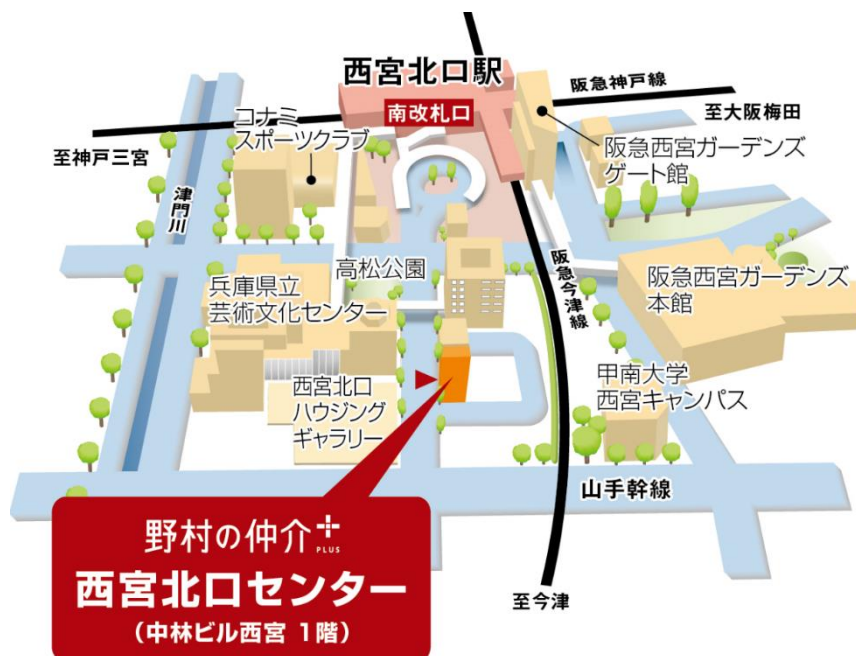 西宮北口駅
南改札口
阪急神戸線
至大阪梅田
コナミ
スポーツクラブ
至神戸三宮
阪急西宮ガーデンズ
ゲート館
津門川
高松公園
兵庫県立
芸術文化センター
阪急今津線
阪急西宮ガーデンズ
本館
西宮北口
ハウジング
ギャラリー
甲南大学
西宮キャンパス
山手幹線
野村の仲介+
PLUS
西宮北口センター
(中林ビル西宮 1階)
至今津